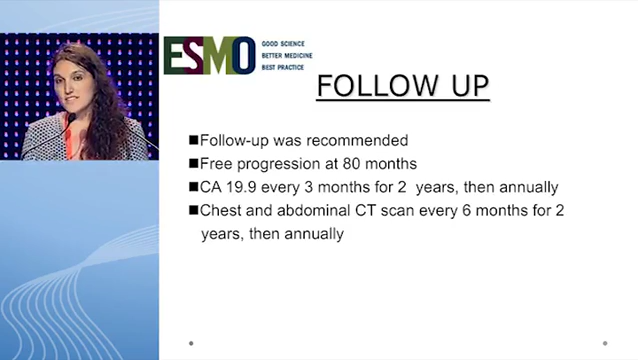 ESMO
GOOD SCIENCE
BETTER MEDICINE
BEST PRACTICE
FOLLOW UP
■Follow-up was recommended
■Free progression at 80 months
■CA 19.9 every 3 months for 2 years, then annually
■Chest and abdominal CT scan every 6 months for 2
years, then annually